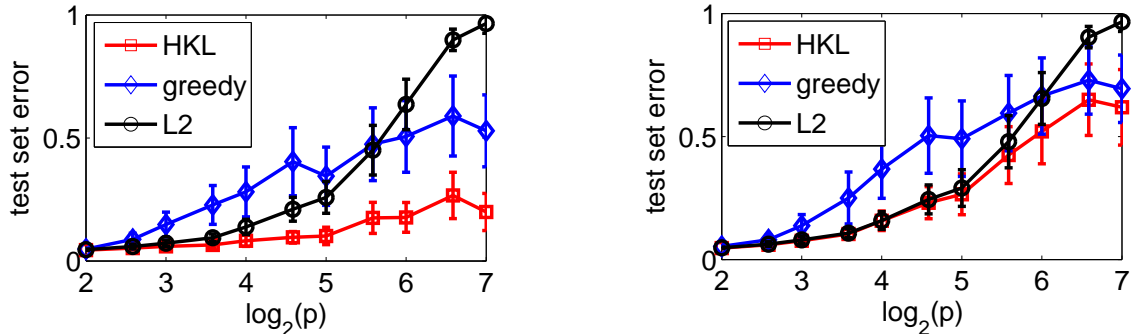 1
HKL
greedy
L2
0.5
test set error
0
2 3 4 5 6 7
log2(p)
1
HKL
greedy
L2
0.5
test set error
0
2 3 4 5 6 7
log2(p)